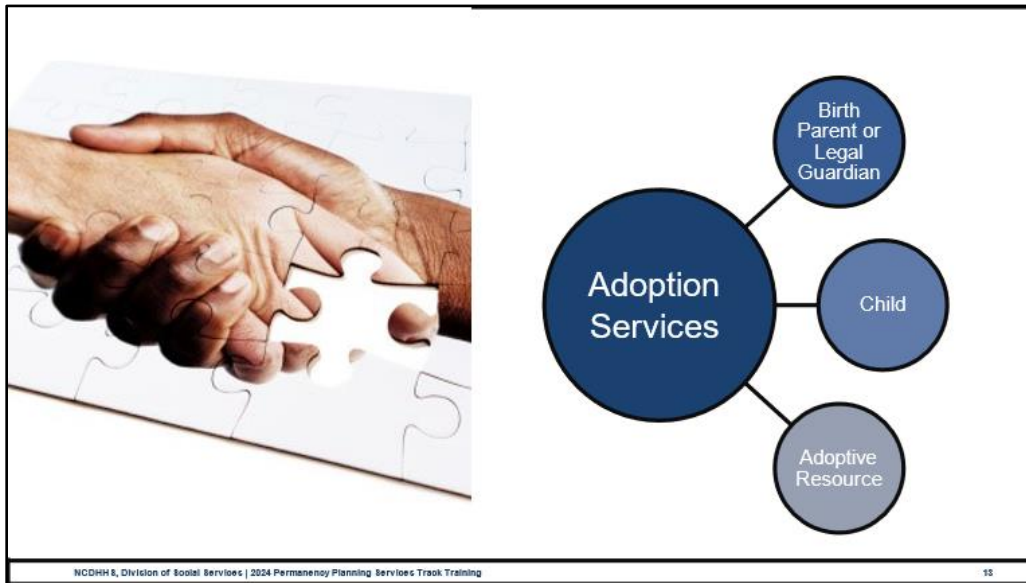 Birth
Parent or
Legal
Guardian
Adoption
Services
Child
Adoptive
Resource
NCDHHS, Division of Social Services | 2024 Permanency Planning Services Track Training
13